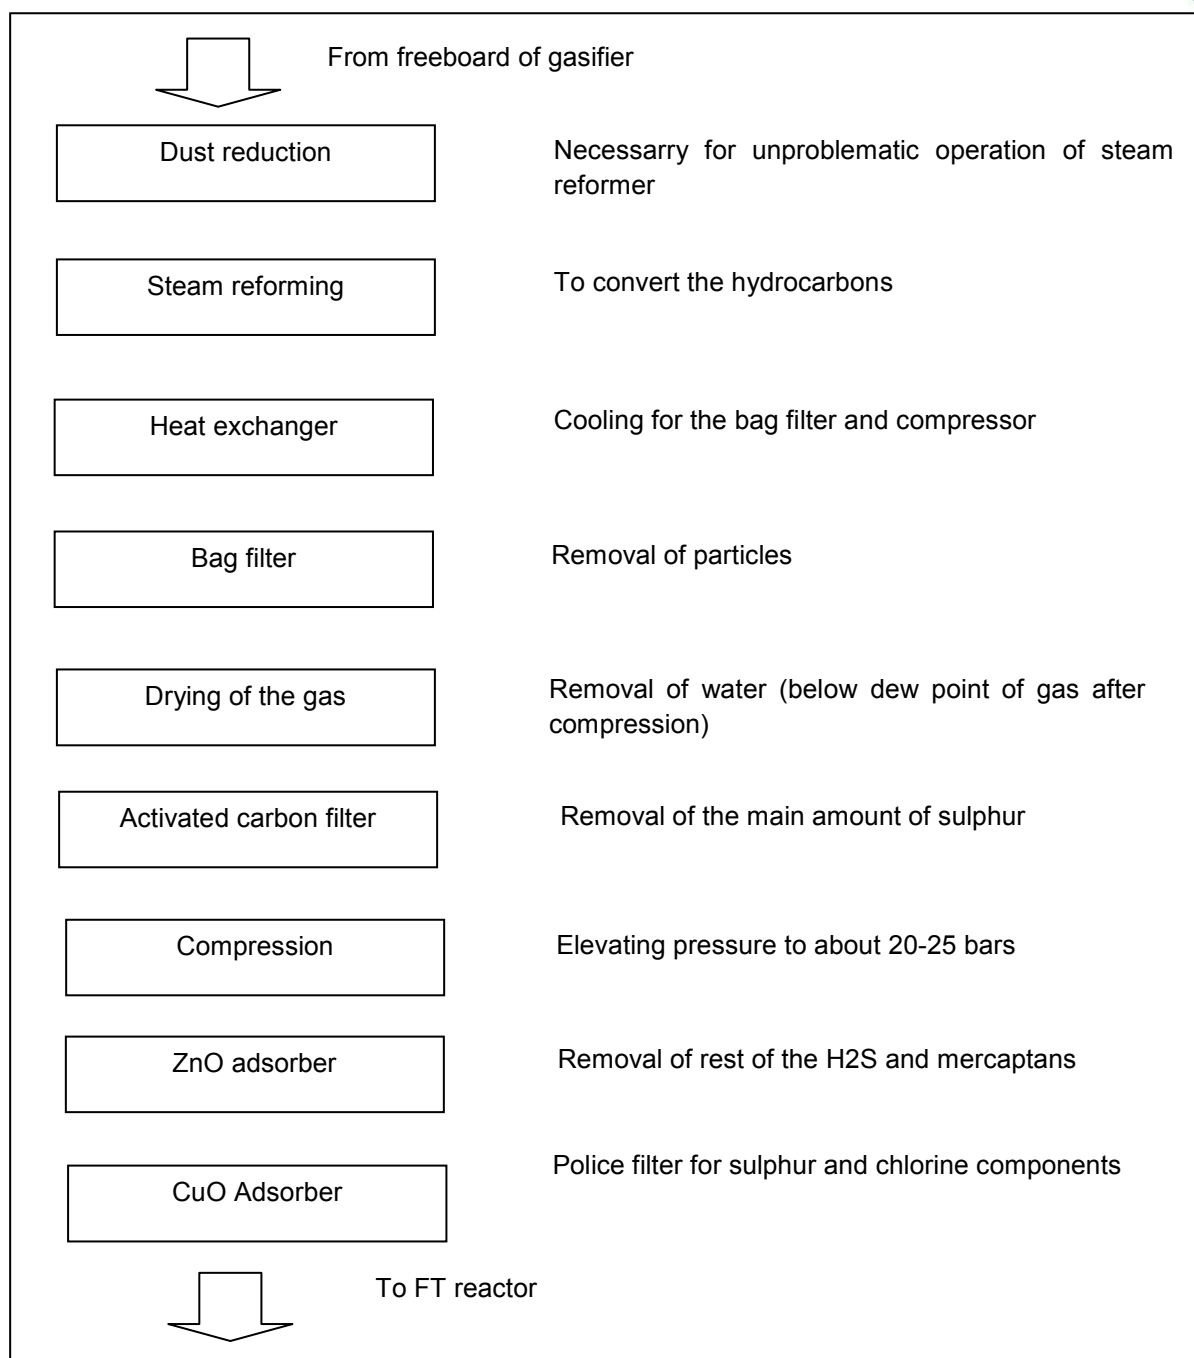 From freeboard of gasifier
Dust reduction
Necessarry for unproblematic operation of steam
reformer
Steam reforming
To convert the hydrocarbons
Heat exchanger
Cooling for the bag filter and compressor
Bag filter
Removal of particles
Drying of the gas
Removal of water (below dew point of gas after
compression)
Activated carbon filter
Removal of the main amount of sulphur
Compression
Elevating pressure to about 20-25 bars
ZnO adsorber
Removal of rest of the H2S and mercaptans
CuO Adsorber
Police filter for sulphur and chlorine components
To FT reactor